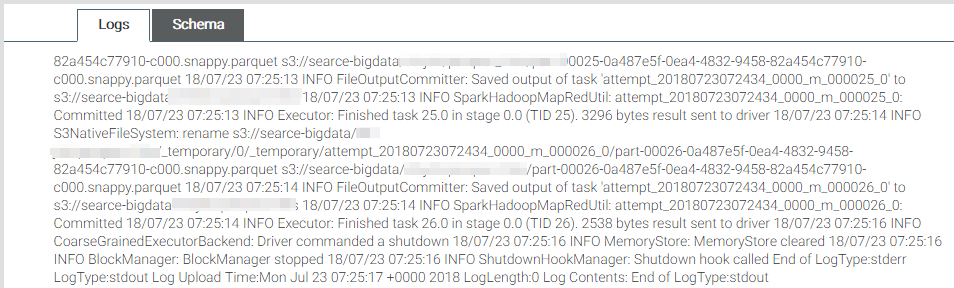 Logs Schema
82a454c77910-c000.snappy.parquet s3://searce-bigdata 00025-0a487e5f-0ea4-4832-9458-82a454c77910-
c000.snappy.parquet 18/07/23 07:25:13 INFO FileOutputCommitter: Saved output of task 'attempt_20180723072434_0000_m_000025_0' to
s3://searce-bigdata 18/07/23 07:25:13 INFO SparkHadoopMapRedUtil: attempt_20180723072434_0000_m_000025_0:
Committed 18/07/23 07:25:13 INFO Executor: Finished task 25.0 in stage 0.0 (TID 25). 3296 bytes result sent to driver 18/07/23 07:25:14 INFO
S3NativeFileSystem: rename s3://searce-bigdata/
/_temporary/0/_temporary/attempt_20180723072434_0000_m_000026_0/part-00026-0a487e5f-0ea4-4832-9458-
82a454c77910-c000.snappy.parquet s3://searce-bigdata/ /part-00026-0a487e5f-0ea4-4832-9458-82a454c77910-
c000.snappy.parquet 18/07/23 07:25:14 INFO FileOutputCommitter: Saved output of task 'attempt_20180723072434_0000_m_000026_0' to
s3://searce-bigdata 18/07/23 07:25:14 INFO SparkHadoopMapRedUtil: attempt_20180723072434_0000_m_000026_0:
Committed 18/07/23 07:25:14 INFO Executor: Finished task 26.0 in stage 0.0 (TID 26). 2538 bytes result sent to driver 18/07/23 07:25:16 INFO
CoarseGrainedExecutorBackend: Driver commanded a shutdown 18/07/23 07:25:16 INFO MemoryStore: MemoryStore cleared 18/07/23 07:25:16
INFO BlockManager: BlockManager stopped 18/07/23 07:25:16 INFO ShutdownHookManager: Shutdown hook called End of LogType:stderr
LogType:stdout Log Upload Time:Mon Jul 23 07:25:17 +0000 2018 LogLength:0 Log Contents: End of LogType:stdout